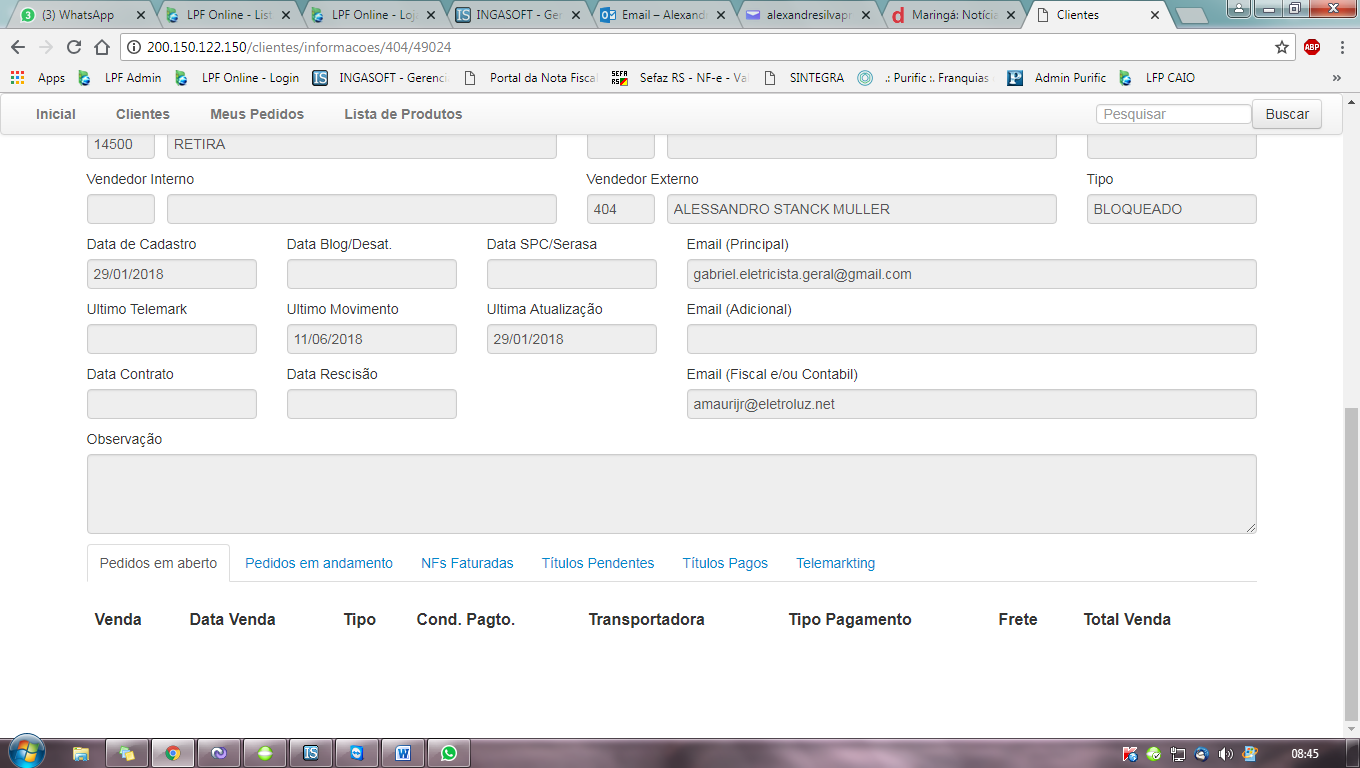 (3) WhatsApp LPF Online - List LPF Online - Loja INGASOFT - Ger Email – Alexand alexandresilvapr Maringá: Notícia Clientes
200.150.122.150/clientes/informacoes/404/49024
Apps LPF Admin LPF Online - Login INGASOFT - Gerenci Portal da Nota Fiscal Sefaz RS - NF-e - Val SINTEGRA .: Purific :. Franquias Admin Purific LFP CAIO »
Inicial Clientes Meus Pedidos Lista de Produtos Pesquisar Buscar
14500 RETIRA
Vendedor Interno Vendedor Externo Tipo
404 ALESSANDRO STANCK MULLER BLOQUEADO
Data de Cadastro Data Blog/Desat. Data SPC/Serasa Email (Principal)
29/01/2018 gabriel.eletricista.geral@gmail.com
Ultimo Telemark Ultimo Movimento Ultima Atualização Email (Adicional)
11/06/2018 29/01/2018
Data Contrato Data Rescisão Email (Fiscal e/ou Contabil)
amaurijr@eletroluz.net
Observação
Pedidos em aberto Pedidos em andamento NFs Faturadas Títulos Pendentes Títulos Pagos Telemarkting
Venda Data Venda Tipo Cond. Pagto. Transportadora Tipo Pagamento Frete Total Venda
08:45